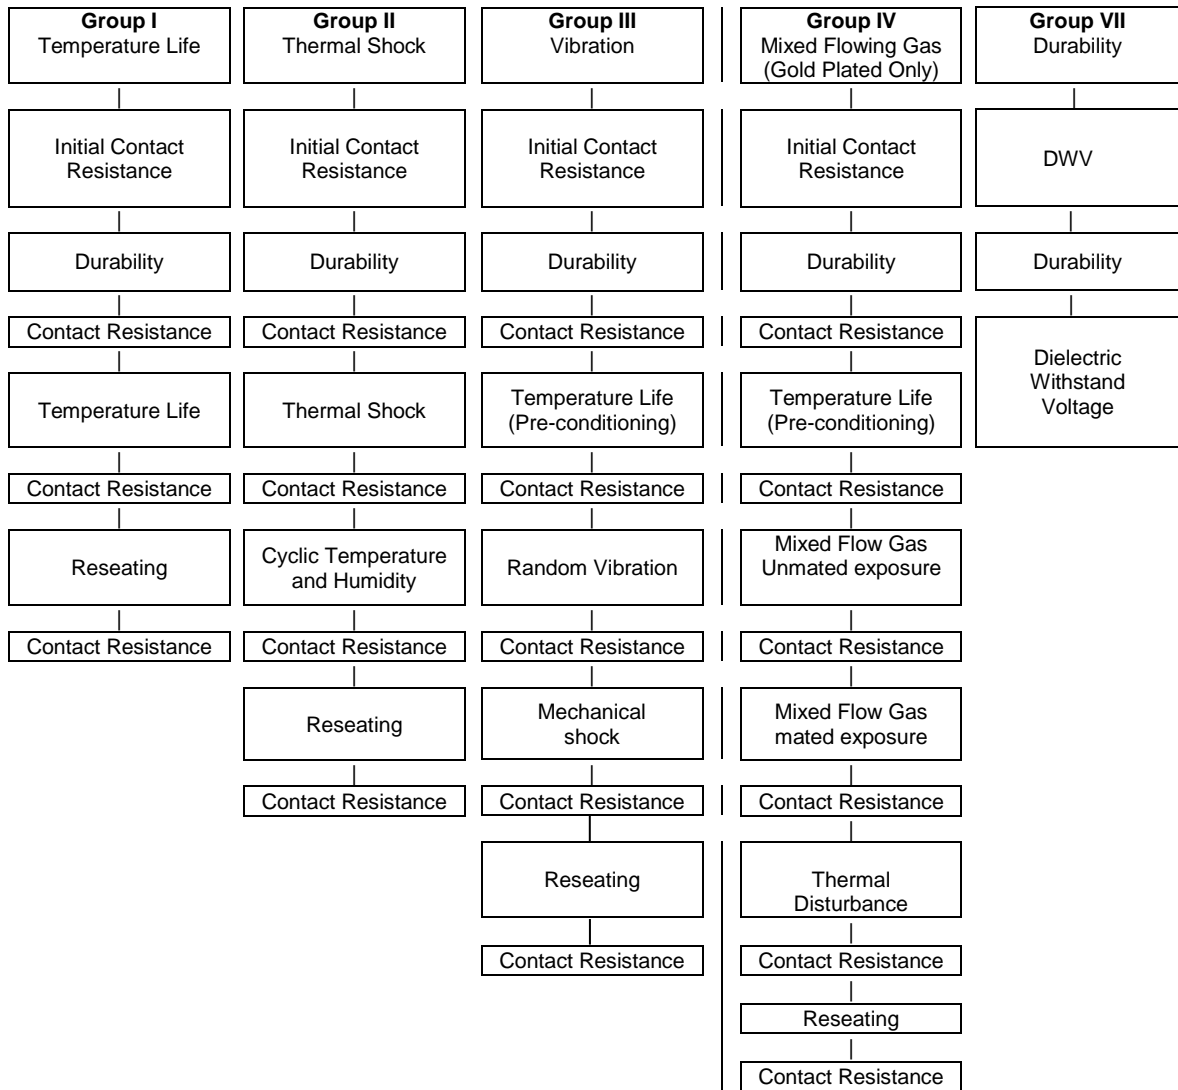 Group I
Temperature Life
Initial Contact
Resistance
Durability
Contact Resistance
Temperature Life
Contact Resistance
Reseating
Contact Resistance
Group II
Thermal Shock
Initial Contact
Resistance
Durability
Contact Resistance
Thermal Shock
Contact Resistance
Cyclic Temperature
and Humidity
Contact Resistance
Reseating
Contact Resistance
Group III
Vibration
Initial Contact
Resistance
Durability
Contact Resistance
Temperature Life
(Pre-conditioning)
Contact Resistance
Random Vibration
Contact Resistance
Mechanical
shock
Contact Resistance
Reseating
Contact Resistance
Group IV
Mixed Flowing Gas
(Gold Plated Only)
Initial Contact
Resistance
Durability
Contact Resistance
Temperature Life
(Pre-conditioning)
Contact Resistance
Mixed Flow Gas
Unmated exposure
Contact Resistance
Mixed Flow Gas
mated exposure
Contact Resistance
Thermal
Disturbance
Contact Resistance
Reseating
Contact Resistance
Group VII
Durability
DWV
Durability
Dielectric
Withstand
Voltage